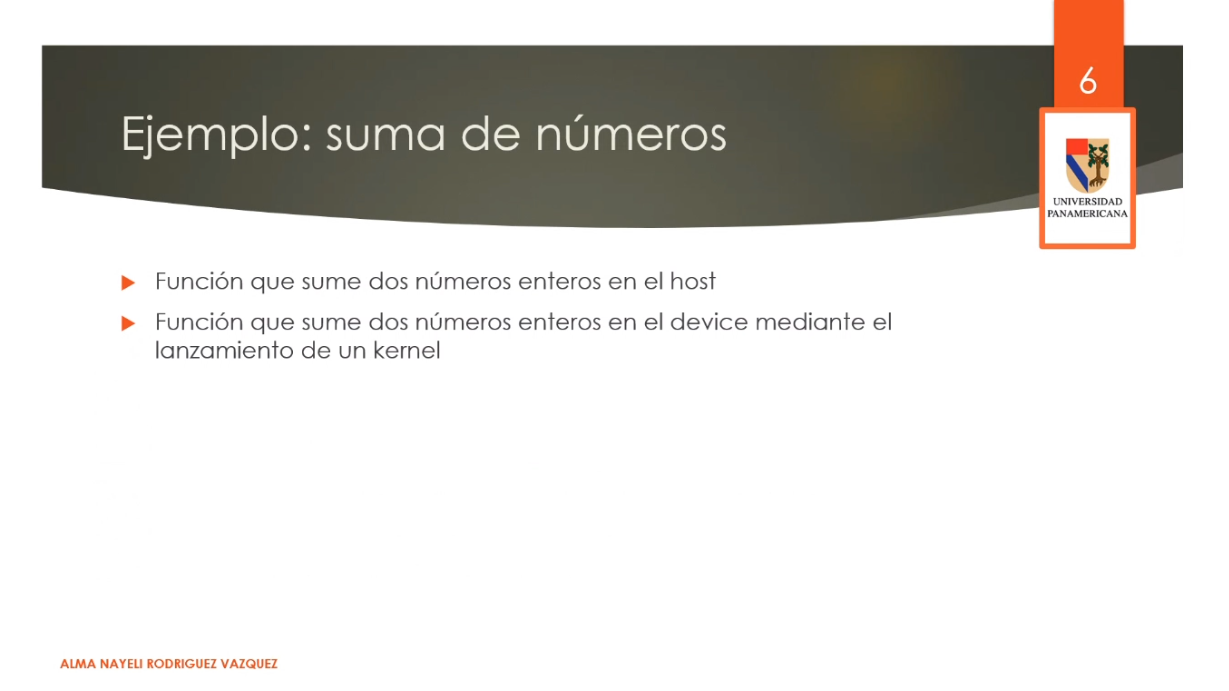 6
Ejemplo: suma de números
UNIVERSIDAD
PANAMERICANA
Función que sume dos números enteros en el host
Función que sume dos números enteros en el device mediante el
lanzamiento de un kernel
ALMA NAYELI RODRIGUEZ VAZQUEZ